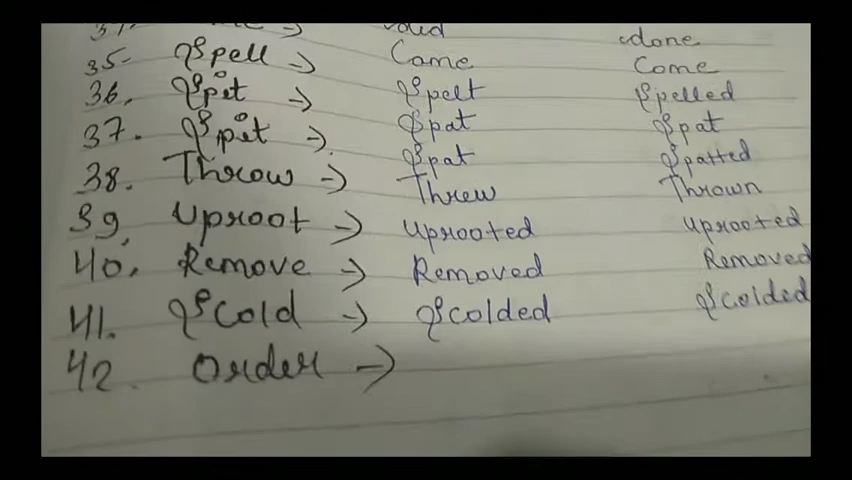 done
35- Spell -> Came Come
36. Spit -> Spelt Spelled
37. Spit -> Spat Spat
Spat Spatted
38. Throw -> Threw Thrown
39 Uproot -> Uprooted Uprooted
40. Remove -> Removed Removed
41. Scold -> Scolded Scolded
42. Order ->